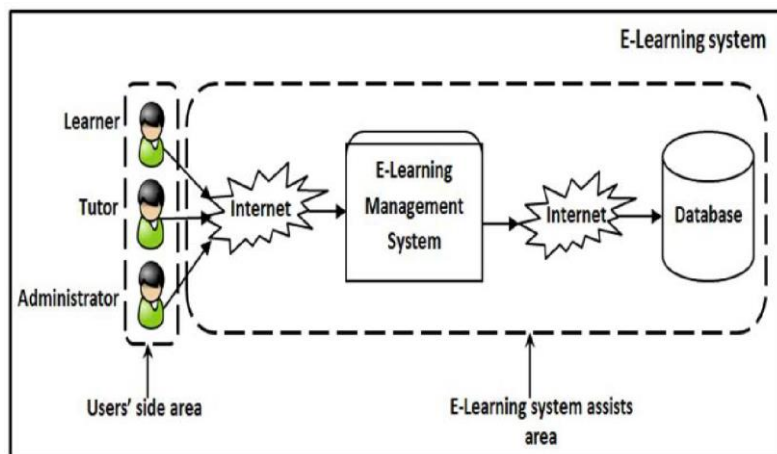 E-Learning system
Learner
Tutor
Administrator
Internet
E-Learning
Management
System
Internet
Database
Users' side area
E-Learning system assists
area